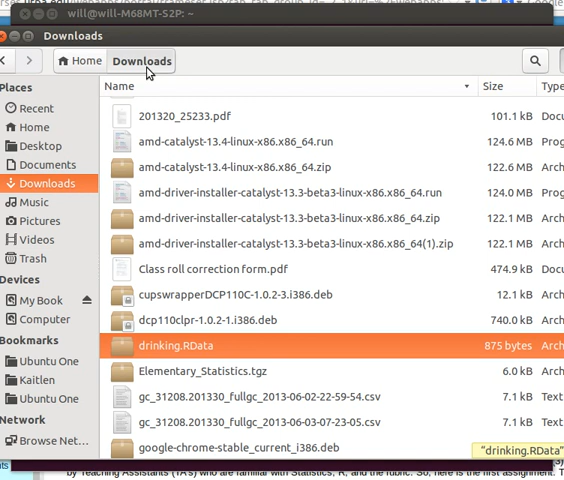 will@will-M68MT-S2P: ~
Downloads
Home Downloads
Name Size Type
Places
Recent
Home
Desktop
Documents
Downloads
Music
Pictures
Videos
Trash
Devices
My Book
Computer
Bookmarks
Ubuntu One
Kaitlen
Ubuntu One
Network
Browse Net...
201320_25233.pdf 101.1 kB Docu
amd-catalyst-13.4-linux-x86.x86_64.run 124.6 MB Prog
amd-catalyst-13.4-linux-x86.x86_64.zip 122.6 MB Arch
amd-driver-installer-catalyst-13.3-beta3-linux-x86.x86_64.run 124.0 MB Prog
amd-driver-installer-catalyst-13.3-beta3-linux-x86.x86_64.zip 122.1 MB Arch
amd-driver-installer-catalyst-13.3-beta3-linux-x86.x86_64(1).zip 122.1 MB Arch
Class roll correction form.pdf 474.9 kB Docu
cupswrapperDCP110C-1.0.2-3.i386.deb 12.1 kB Arch
dcp110clpr-1.0.2-1.i386.deb 740.0 kB Arch
drinking.RData 875 bytes Arch
Elementary_Statistics.tgz 6.0 kB Arch
gc_31208.201330_fullgc_2013-06-02-22-59-54.csv 7.1 kB Text
gc_31208.201330_fullgc_2013-06-03-07-23-05.csv 7.1 kB Text
google-chrome-stable_current_i386.deb
"drinking.RData"
by Teaching Assistants (TA's) who are familiar with Statistics, R, and the rubric. So, here is the first assignment.